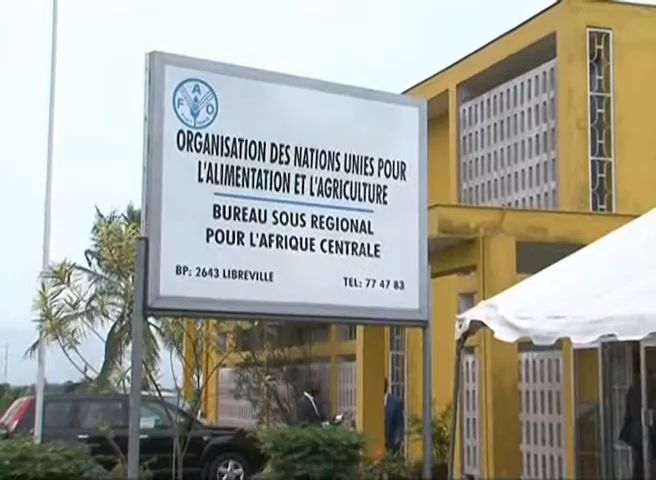 FAO
ORGANISATION DES NATIONS UNIES POUR
L'ALIMENTATION ET L'AGRICULTURE
BUREAU SOUS REGIONAL
POUR L'AFRIQUE CENTRALE
BP: 2643 LIBREVILLE
TEL: 77 47 83